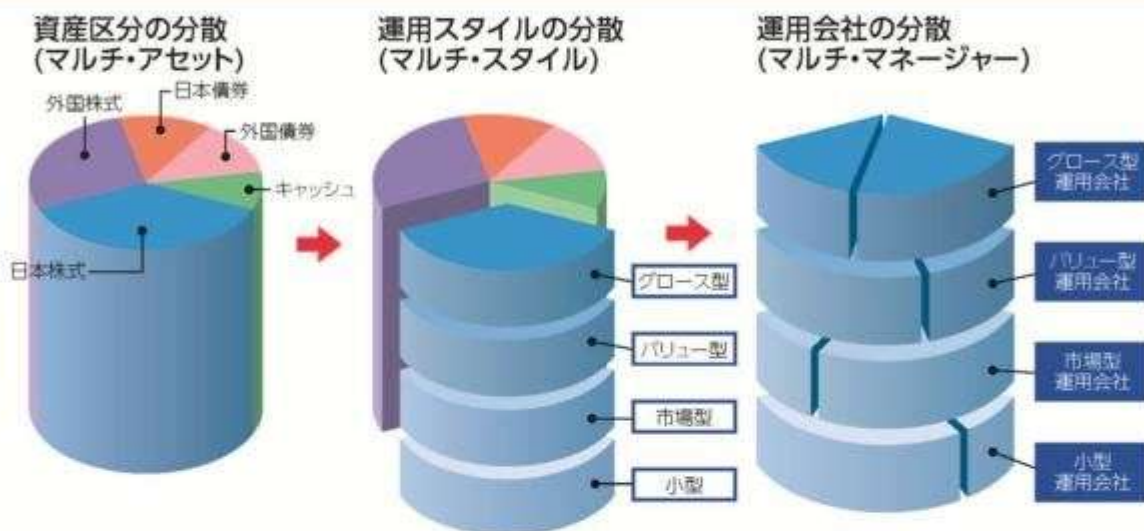 資産区分の分散
(マルチ・アセット)
外国株式
日本債券
外国債券
キャッシュ
日本株式
運用スタイルの分散
(マルチ・スタイル)
グロース型
バリュー型
市場型
小型
運用会社の分散
(マルチ・マネージャー)
グロース型
運用会社
バリュー型
運用会社
市場型
運用会社
小型
運用会社